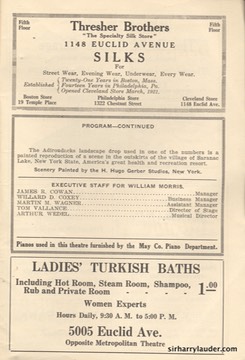 Fifth
Floor
Thresher Brothers
Fifth
Floor
"The Specialty Silk Store"
1148 EUCLID AVENUE
SILKS
For
Street Wear, Evening Wear, Underwear, Every Wear.
Established
Twenty-One Years in Boston, Mass.
Fourteen Years in Philadelphia, Pa.
Opened Cleveland Store March, 1911.
Boston Store
19 Temple Place
Philadelphia Store
1322 Chestnut Street
Cleveland Store
1148 Euclid Ave.
PROGRAM—CONTINUED
The Adirondacks landscape drop used in one of the numbers is a
painted reproduction of a scene in the outskirts of the village of Saranac
Lake, New York State, America's great health and recreation resort.
Scenery Painted by the H. Hugo Gerber Studios, New York.
EXECUTIVE STAFF FOR WILLIAM MORRIS.
JAMES R. COWAN Manager
WILLARD D. COXEY Business Manager
MARTIN M. WAGNER Assistant Manager
TOM VALLANCE Director of Stage
ARTHUR WEDEL Musical Director
Pianos used in this theatre furnished by the May Co. Piano Department.
LADIES' TURKISH BATHS
Including Hot Room, Steam Room, Shampoo,
Rub and Private Room 1.00
Women Experts
Hours Daily, 9:30 A. M. to 5:00 P. M.
5005 Euclid Ave.
Opposite Metropolitan Theatre
sirharrylauder.com